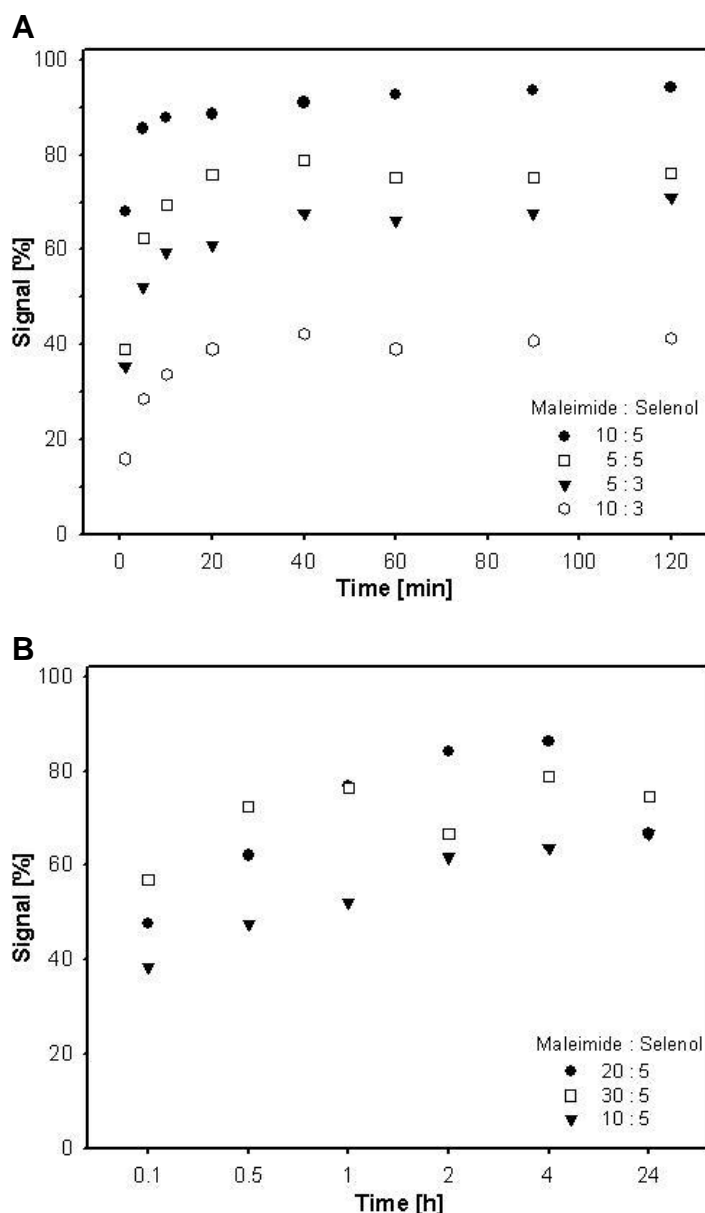 A
100
80
60
40
20
0
Signal [%]
Maleimide : Selenol
10 : 5
5 : 5
5 : 3
10 : 3
0 20 40 60 80 100 120
Time [min]
B
100
80
60
40
20
0
Signal [%]
Maleimide : Selenol
20 : 5
30 : 5
10 : 5
0.1 0.5 1 2 4 24
Time [h]